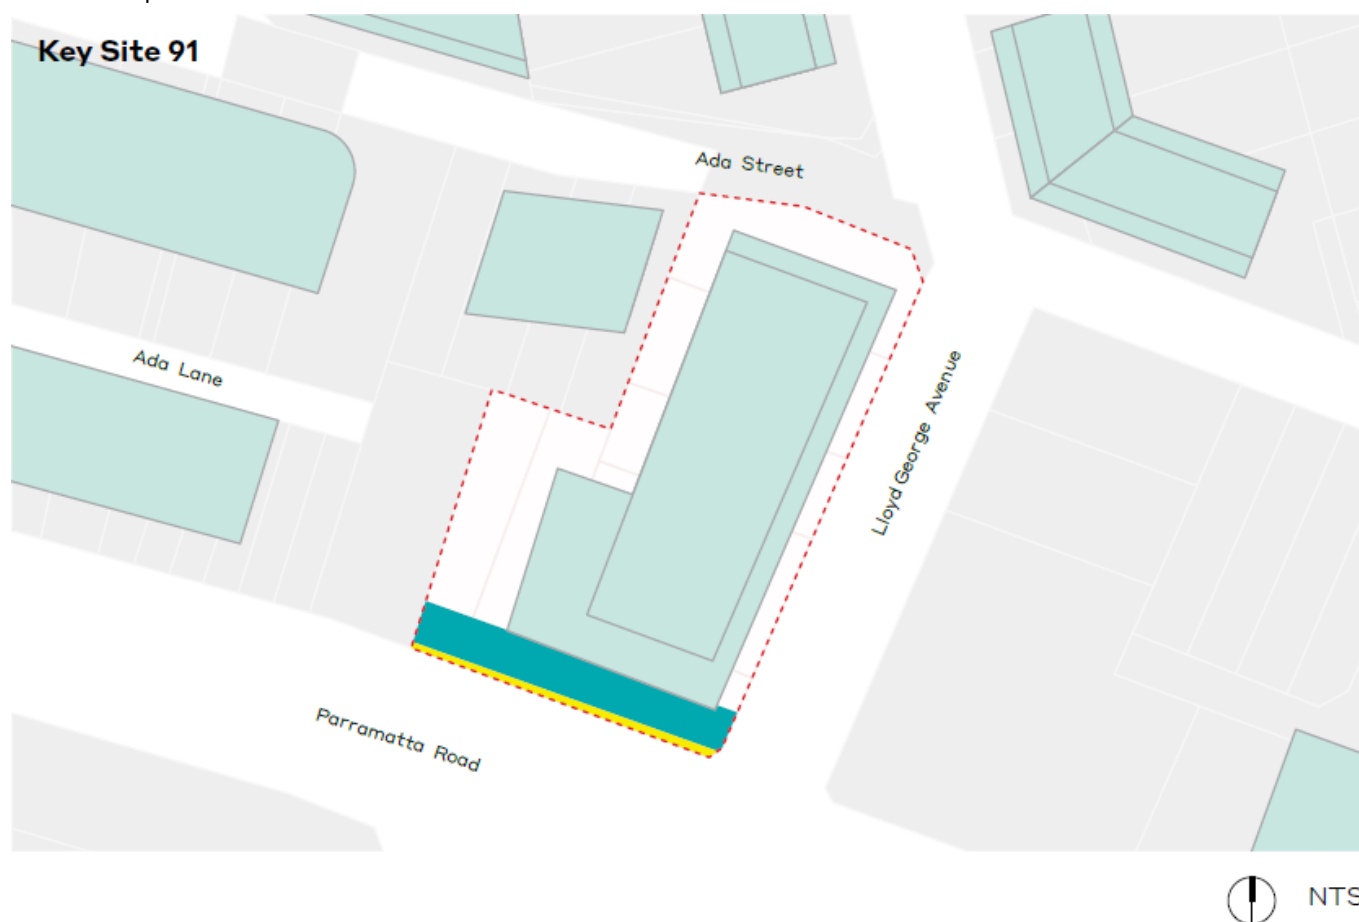 Key Site 91
Ada Street
Ada Lane
Lloyd George Avenue
Parramatta Road
NTS